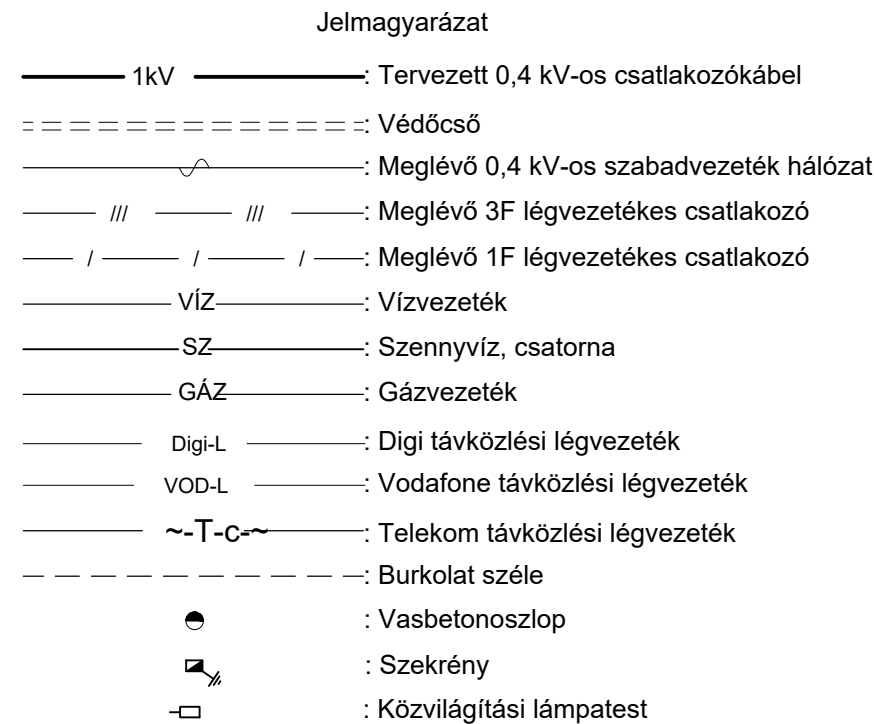 Jelmagyarázat
1kV : Tervezett 0,4 kV-os csatlakozókábel
: Védőcső
: Meglévő 0,4 kV-os szabadvezeték hálózat
/// /// : Meglévő 3F légvezetékes csatlakozó
/ / / : Meglévő 1F légvezetékes csatlakozó
VÍZ : Vízvezeték
SZ : Szennyvíz, csatorna
GÁZ : Gázvezeték
Digi-L : Digi távközlési légvezeték
VOD-L : Vodafone távközlési légvezeték
~-T-c-~ : Telekom távközlési légvezeték
: Burkolat széle
: Vasbetonoszlop
: Szekrény
: Közvilágítási lámpatest